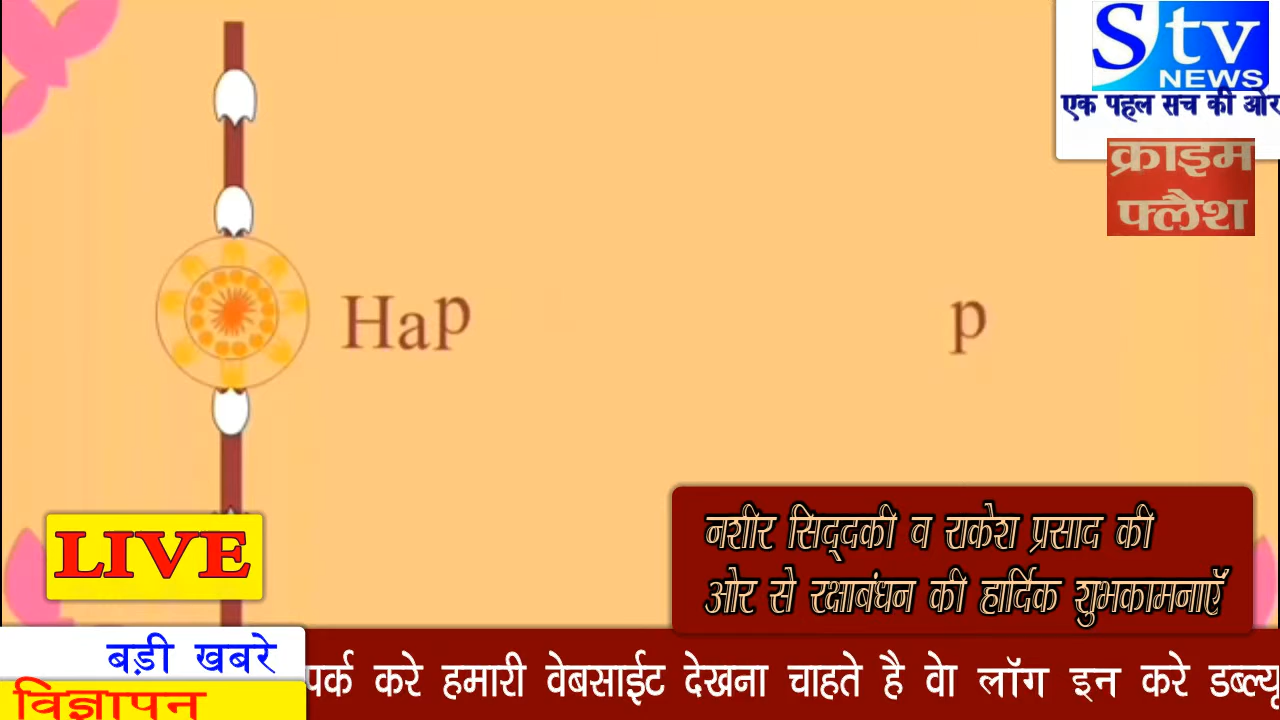 Stv
NEWS
एक पहल सच की ओर
क्राइम
फ्लैश
Hap p
नशीर सिद्दकी व राकेश प्रसाद की
ओर से रक्षाबंधन की हार्दिक शुभकामनाएँ
LIVE
बड़ी खबरे
विज्ञापन
पर्क करे हमारी वेबसाईट देखना चाहते है वो लॉग इन करे डब्ल्यू